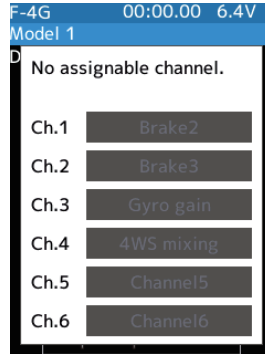 F-4G 00:00.00 6.4V
Model 1
D
No assignable channel.
Ch.1 Brake2
Ch.2 Brake3
Ch.3 Gyro gain
Ch.4 4WS mixing
Ch.5 Channel5
Ch.6 Channel6